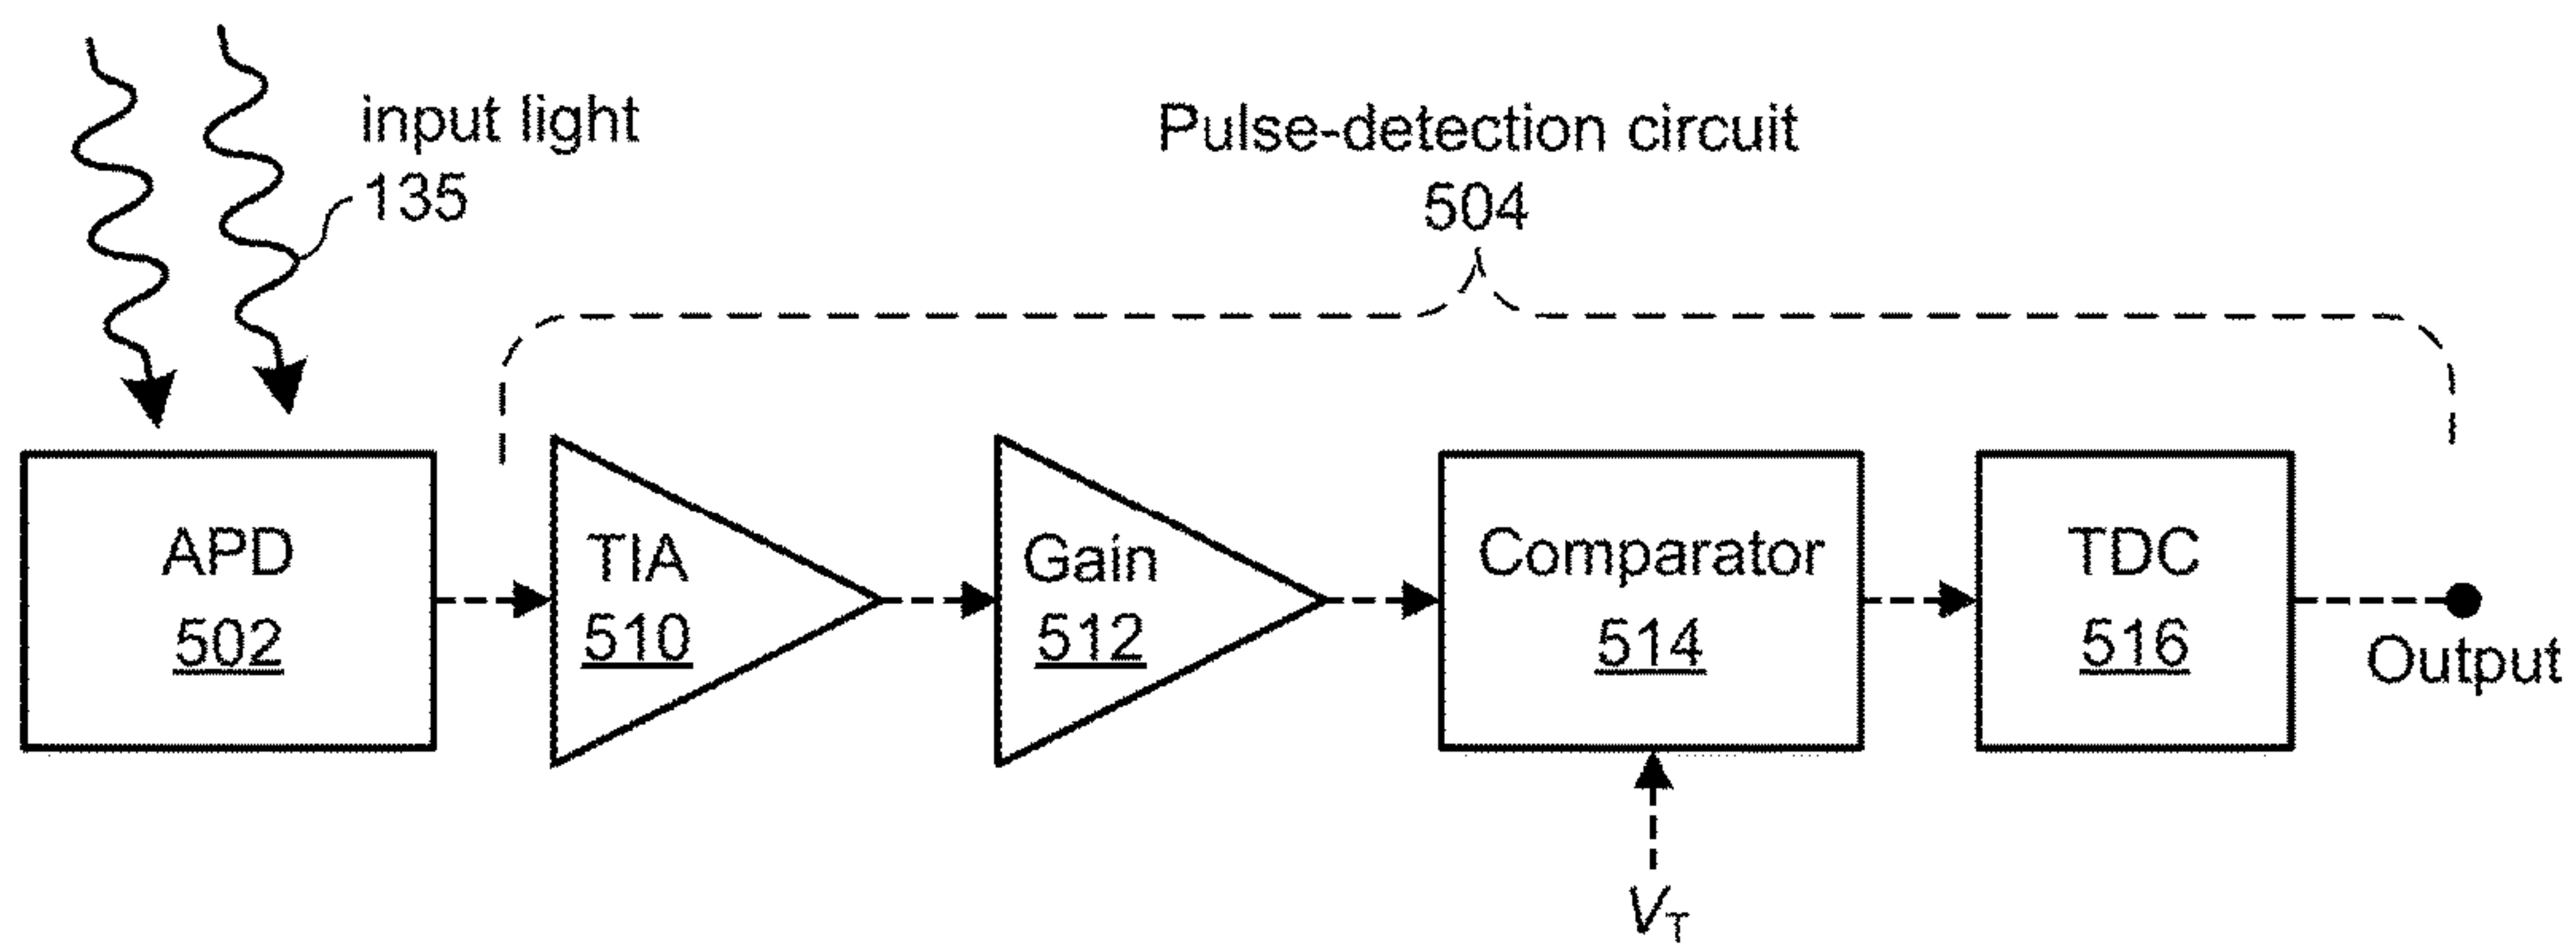 input light
135
Pulse-detection circuit
504
APD
502
TIA
510
Gain
512
Comparator
514
TDC
516
Output
VT